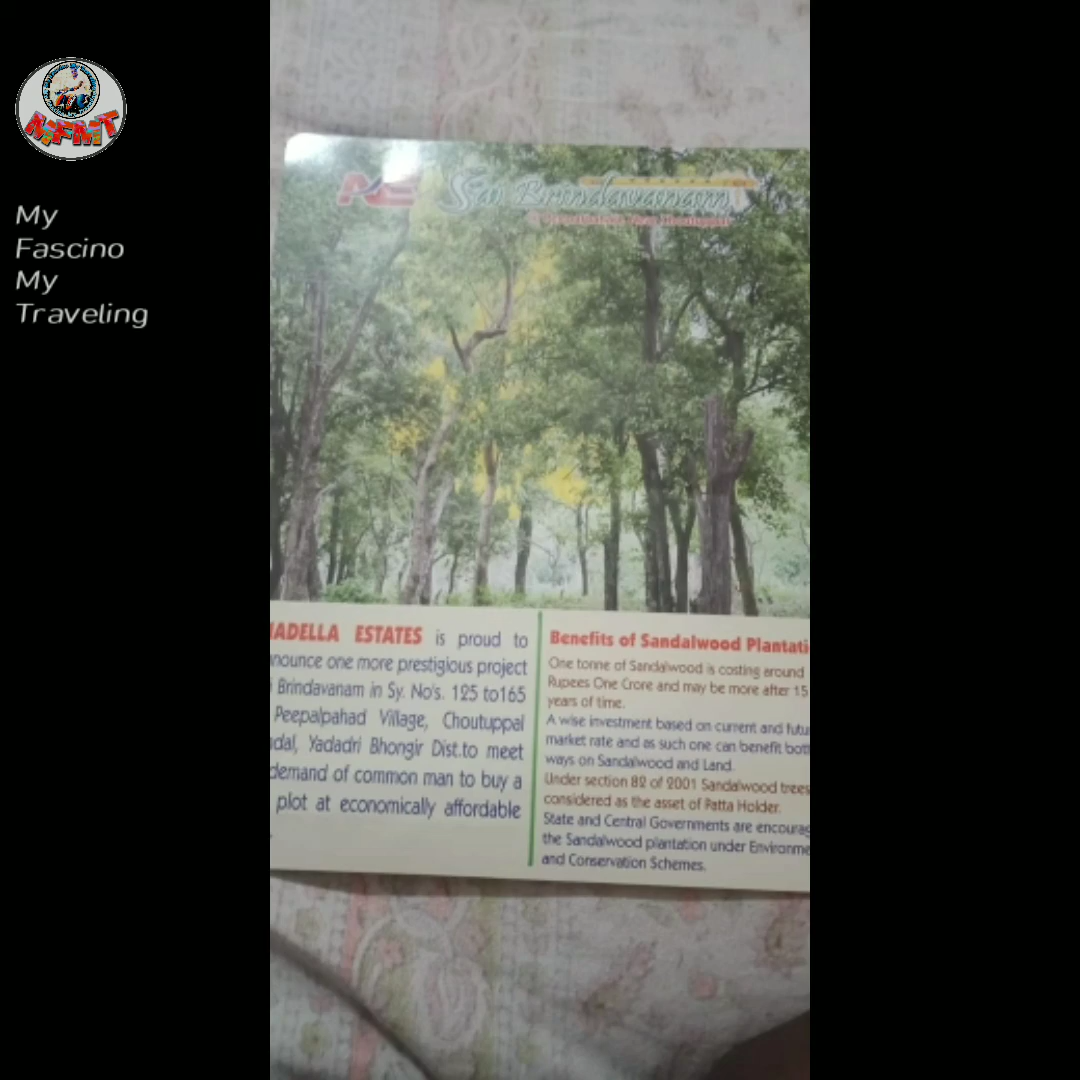 MFMT
My
Fascino
My
Traveling
NE Sai Brindavanam
ADELLA ESTATES is proud to
nounce one more prestigious project
Brindavanam in Sy. No's. 125 to165
Peepalpahad Village, Choutuppal
dal, Yadadri Bhongir Dist.to meet
demand of common man to buy a
plot at economically affordable
Benefits of Sandalwood Plantati
One tonne of Sandalwood is costing around
Rupees One Crore and may be more after 15
years of time.
A wise investment based on current and futu
market rate and as such one can benefit bot
ways on Sandalwood and Land.
Under section 82 of 2001 Sandalwood trees
considered as the asset of Patta Holder.
State and Central Governments are encourag
the Sandalwood plantation under Environme
and Conservation Schemes.